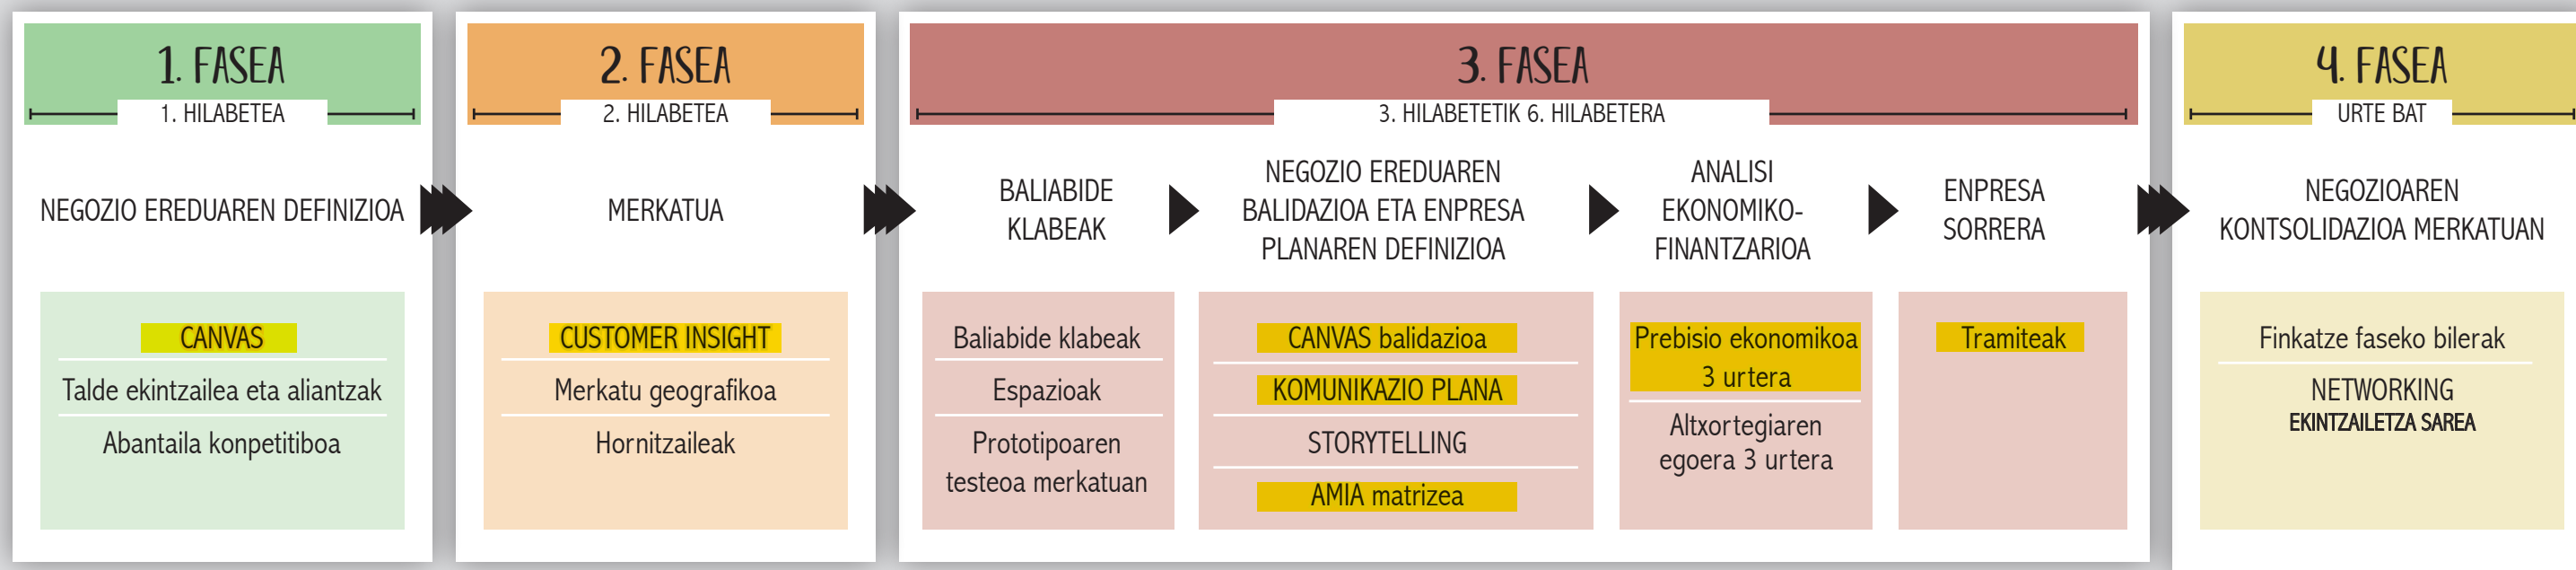 1. FASEA
1. HILABETEA
NEGOZIO EREDUAREN DEFINIZIOA
CANVAS
Talde ekintzailea eta aliantzak
Abantaila konpetitiboa
2. FASEA
2. HILABETEA
MERKATUA
CUSTOMER INSIGHT
Merkatu geografikoa
Hornitzaileak
3. FASEA
3. HILABETETIK 6. HILABETERA
BALIABIDE
KLABEAK
Baliabide klabeak
Espazioak
Prototipoaren
testeoa merkatuan
NEGOZIO EREDUAREN
BALIDAZIOA ETA ENPRESA
PLANAREN DEFINIZIOA
CANVAS balidazioa
KOMUNIKAZIO PLANA
STORYTELLING
AMIA matrizea
ANALISI
EKONOMIKO-
FINANTZARIOA
Prebisio ekonomikoa
3 urtera
Altxortegiaren
egoera 3 urtera
ENPRESA
SORRERA
Tramiteak
4. FASEA
URTE BAT
NEGOZIOAREN
KONTSOLIDAZIOA MERKATUAN
Finkatze faseko bilerak
NETWORKING
EKINTZAILETZA SAREA